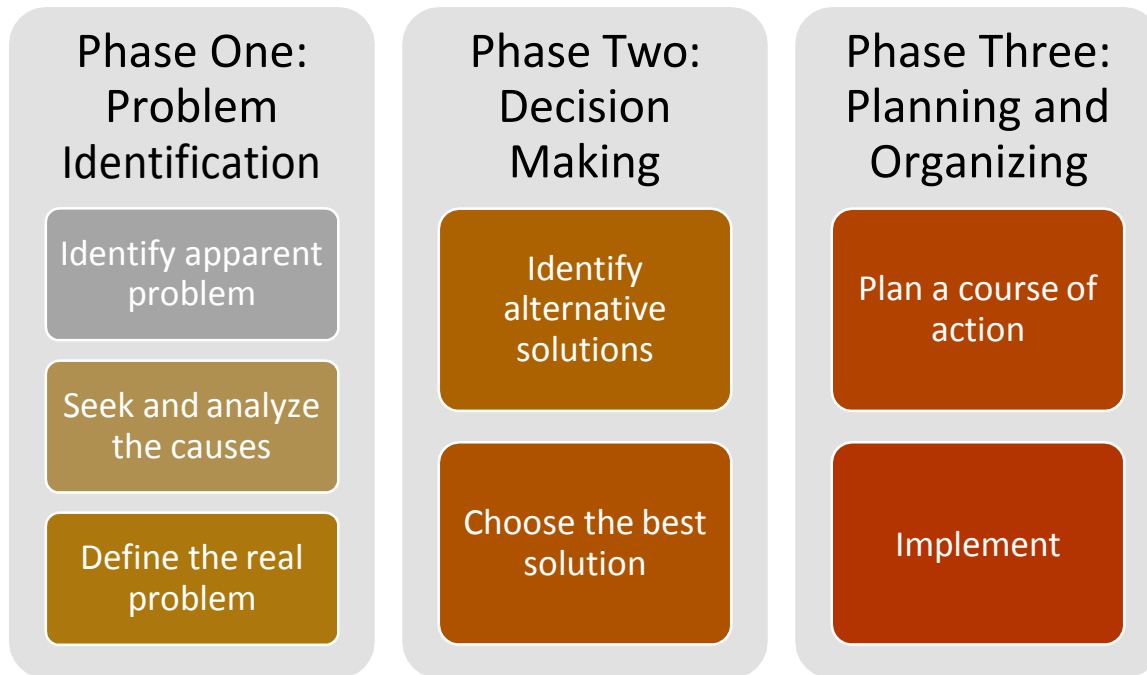 Phase One:
Problem
Identification
Identify apparent
problem
Seek and analyze
the causes
Define the real
problem
Phase Two:
Decision
Making
Identify
alternative
solutions
Choose the best
solution
Phase Three:
Planning and
Organizing
Plan a course of
action
Implement